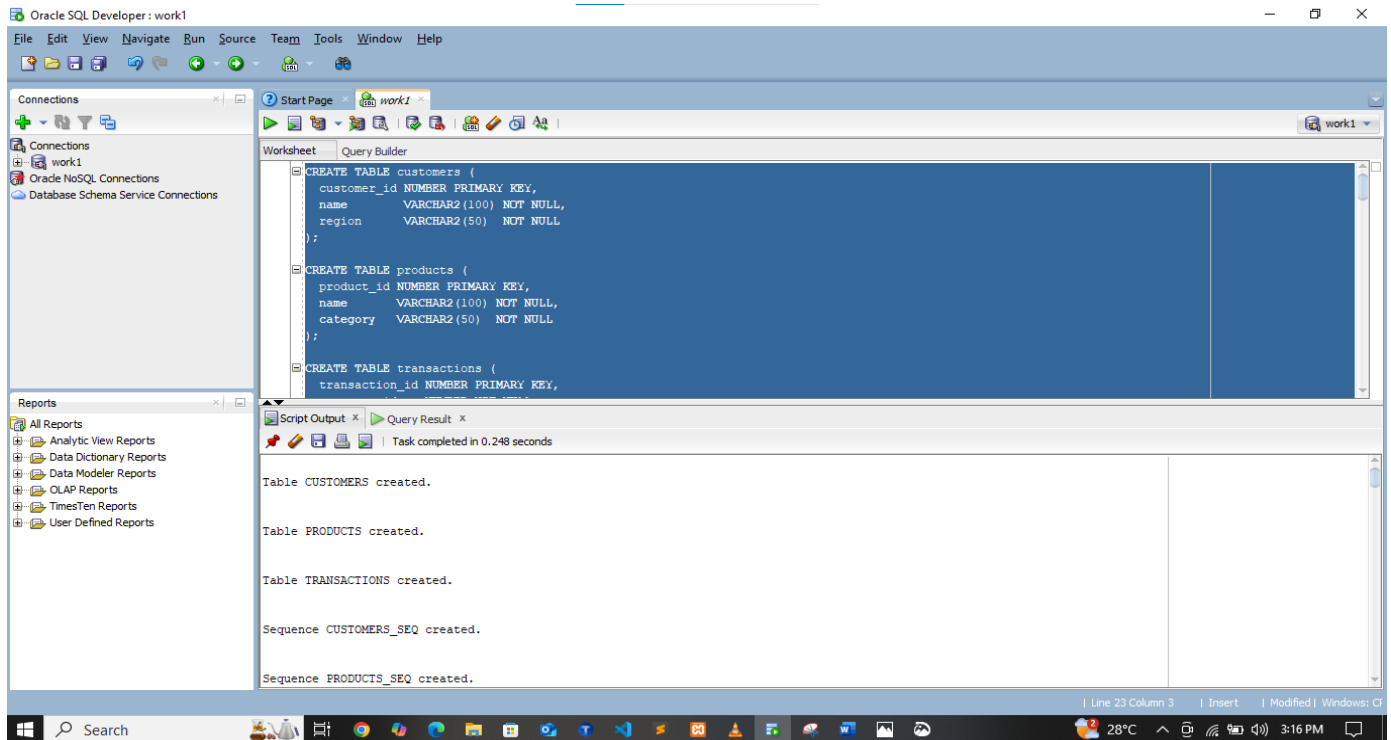 Oracle SQL Developer : work1
File Edit View Navigate Run Source Team Tools Window Help
Connections
Start Page
work1
work1
Connections
work1
Oracle NoSQL Connections
Database Schema Service Connections
Worksheet Query Builder
CREATE TABLE customers (
customer_id NUMBER PRIMARY KEY,
name VARCHAR2(100) NOT NULL,
region VARCHAR2(50) NOT NULL
);
CREATE TABLE products (
product_id NUMBER PRIMARY KEY,
name VARCHAR2(100) NOT NULL,
category VARCHAR2(50) NOT NULL
);
CREATE TABLE transactions (
transaction_id NUMBER PRIMARY KEY,
Reports
All Reports
Analytic View Reports
Data Dictionary Reports
Data Modeler Reports
OLAP Reports
TimesTen Reports
User Defined Reports
Script Output Query Result
Task completed in 0.248 seconds
Table CUSTOMERS created.
Table PRODUCTS created.
Table TRANSACTIONS created.
Sequence CUSTOMERS_SEQ created.
Sequence PRODUCTS_SEQ created.
| Line 23 Column 3 | Insert | Modified | Windows: CF
Search
2
28°C
3:16 PM